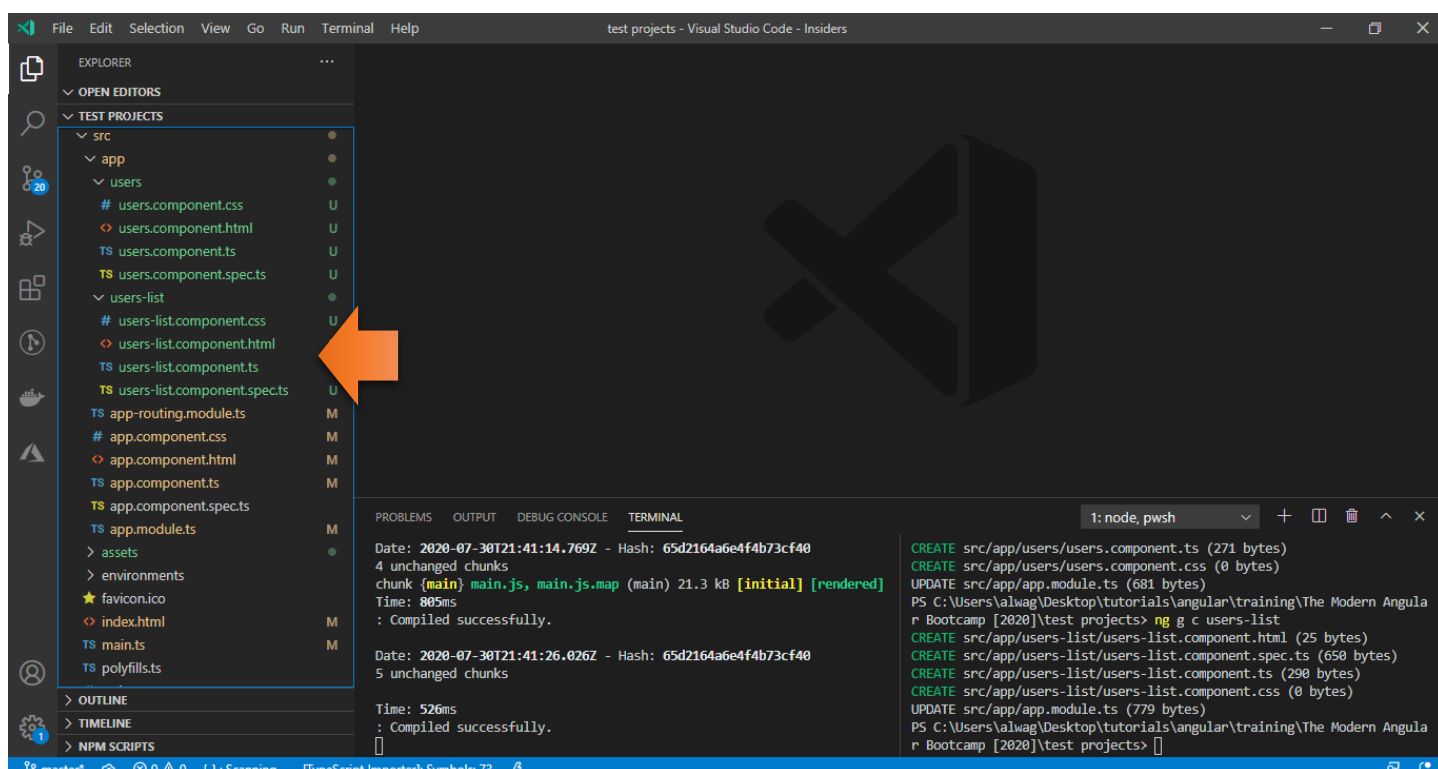 File Edit Selection View Go Run Terminal Help test projects - Visual Studio Code - Insiders
EXPLORER ...
OPEN EDITORS
TEST PROJECTS
src
app
users
# users.component.css U
<> users.component.html U
TS users.component.ts U
TS users.component.spec.ts U
users-list
# users-list.component.css U
<> users-list.component.html
TS users-list.component.ts
TS users-list.component.spec.ts U
TS app-routing.module.ts M
# app.component.css M
<> app.component.html M
TS app.component.ts M
TS app.component.spec.ts
TS app.module.ts M
> assets
> environments
favicon.ico
<> index.html M
TS main.ts M
TS polyfills.ts
> OUTLINE
> TIMELINE
> NPM SCRIPTS
20
1
PROBLEMS OUTPUT DEBUG CONSOLE TERMINAL 1: node, pwsh
Date: 2020-07-30T21:41:14.769Z - Hash: 65d2164a6e4f4b73cf40
4 unchanged chunks
chunk {main} main.js, main.js.map (main) 21.3 kB [initial] [rendered]
Time: 805ms
: Compiled successfully.
Date: 2020-07-30T21:41:26.026Z - Hash: 65d2164a6e4f4b73cf40
5 unchanged chunks
Time: 526ms
: Compiled successfully.
CREATE src/app/users/users.component.ts (271 bytes)
CREATE src/app/users/users.component.css (0 bytes)
UPDATE src/app/app.module.ts (681 bytes)
PS C:\Users\alwag\Desktop\tutorials\angular\training\The Modern Angula
r Bootcamp [2020]\test projects> ng g c users-list
CREATE src/app/users-list/users-list.component.html (25 bytes)
CREATE src/app/users-list/users-list.component.spec.ts (650 bytes)
CREATE src/app/users-list/users-list.component.ts (290 bytes)
CREATE src/app/users-list/users-list.component.css (0 bytes)
UPDATE src/app/app.module.ts (779 bytes)
PS C:\Users\alwag\Desktop\tutorials\angular\training\The Modern Angula
r Bootcamp [2020]\test projects>